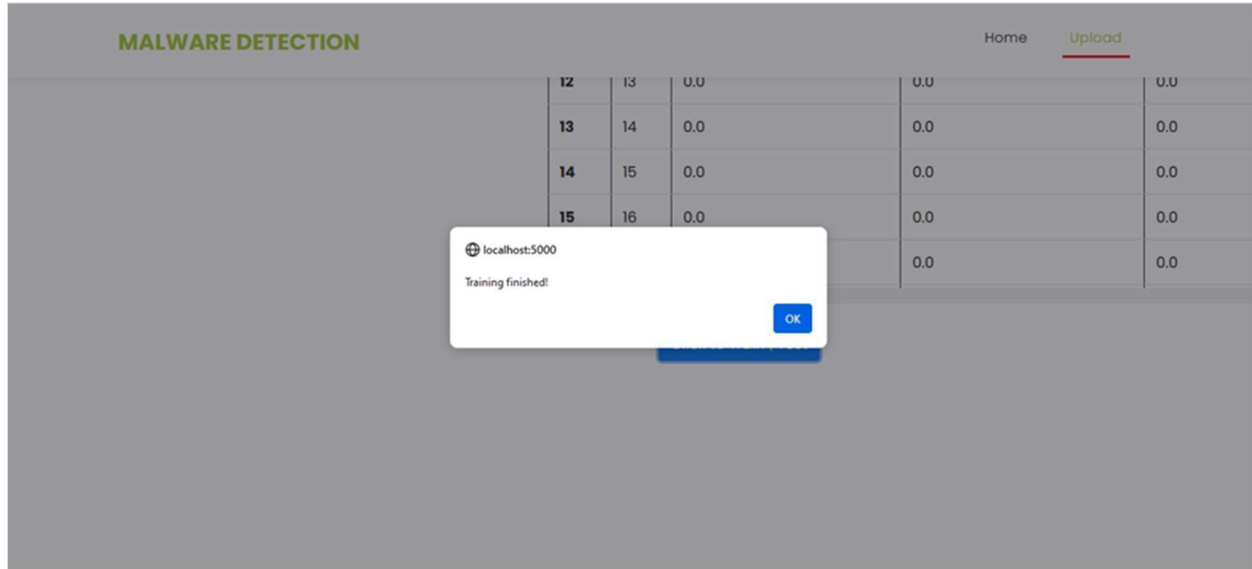 MALWARE DETECTION Home Upload
12 13 0.0 0.0 0.0
13 14 0.0 0.0 0.0
14 15 0.0 0.0 0.0
15 16 0.0 0.0 0.0
0.0 0.0
localhost:5000
Training finished!
OK